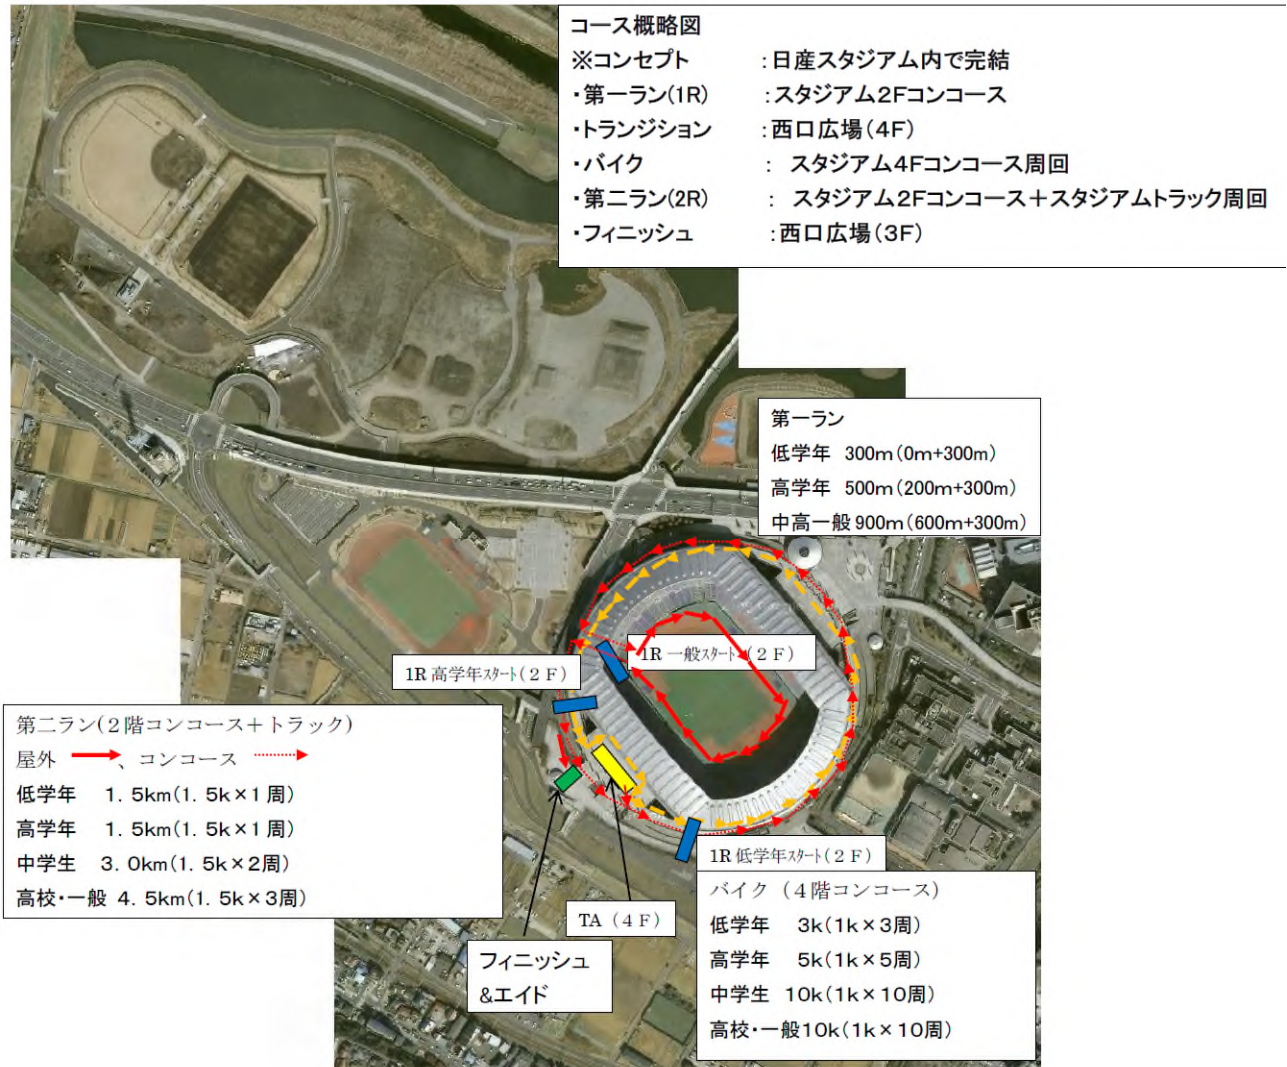 コース概略図
※コンセプト :日産スタジアム内で完結
・第一ラン(1R) :スタジアム2Fコンコース
・トランジション :西口広場(4F)
・バイク : スタジアム4Fコンコース周回
・第二ラン(2R) : スタジアム2Fコンコース+スタジアムトラック周回
・フィニッシュ :西口広場(3F)
第一ラン
低学年 300m(0m+300m)
高学年 500m(200m+300m)
中高一般 900m(600m+300m)
1R 一般スタート (2F)
1R 高学年スタート(2F)
第二ラン(2階コンコース+トラック)
屋外 、コンコース
低学年 1.5km(1.5k×1周)
高学年 1.5km(1.5k×1周)
中学生 3.0km(1.5k×2周)
高校・一般 4.5km(1.5k×3周)
1R 低学年スタート(2F)
バイク (4階コンコース)
低学年 3k(1k×3周)
高学年 5k(1k×5周)
中学生 10k(1k×10周)
高校・一般10k(1k×10周)
TA (4F)
フィニッシュ
&エイド